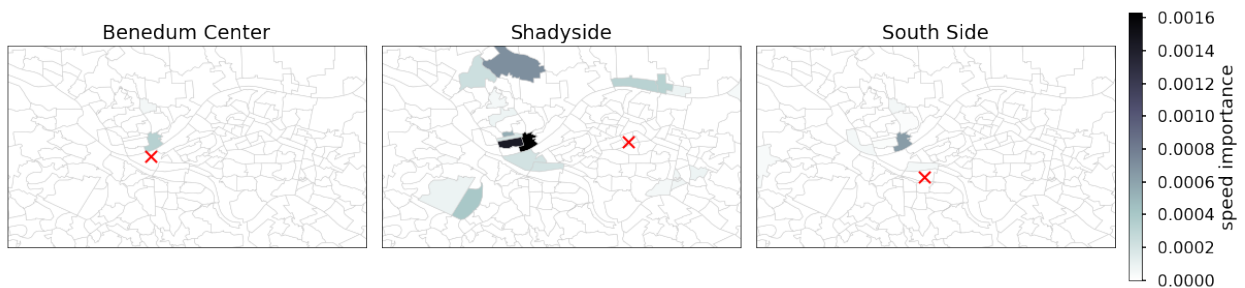 Benedum Center
Shadyside
South Side
0.0016
0.0014
0.0012
0.0010
0.0008
0.0006
0.0004
0.0002
0.0000
speed importance